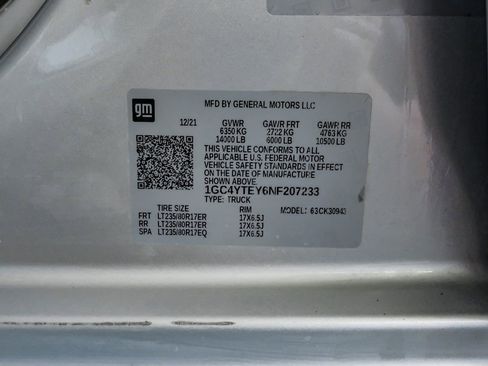 gm
MFD BY GENERAL MOTORS LLC
12/21 GVWR GAWR FRT GAWR RR
6350 KG 2722 KG 4763 KG
14000 LB 6000 LB 10500 LB
THIS VEHICLE CONFORMS TO ALL
APPLICABLE U.S. FEDERAL MOTOR
VEHICLE SAFETY STANDARDS IN EFFECT
ON THE DATE OF MANUFACTURE
SHOWN ABOVE.
1GC4YTEY6NF207233
TYPE: TRUCK
TIRE SIZE RIM MODEL: 63CK30943
FRT LT235/80R17ER 17X6.5J
RR LT235/80R17ER 17X6.5J
SPA LT235/80R17EQ 17X6.5J